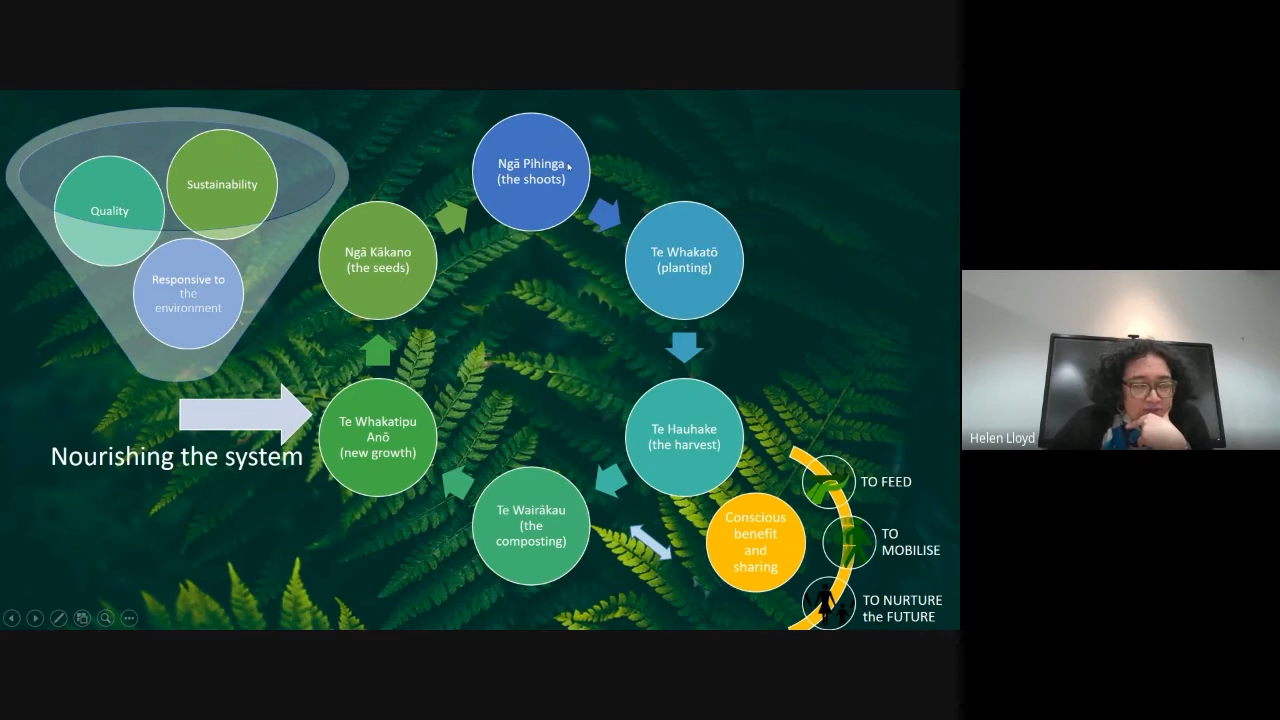 Quality
Sustainability
Responsive to
the
environment
Nourishing the system
Ngā Kākano
(the seeds)
Ngā Pihinga
(the shoots)
Te Whakatō
(planting)
Te Hauhake
(the harvest)
Te Wairākau
(the
composting)
Te Whakatipu
Anō
(new growth)
Conscious
benefit
and
sharing
TO FEED
TO
MOBILISE
TO NURTURE
the FUTURE
Helen Lloyd